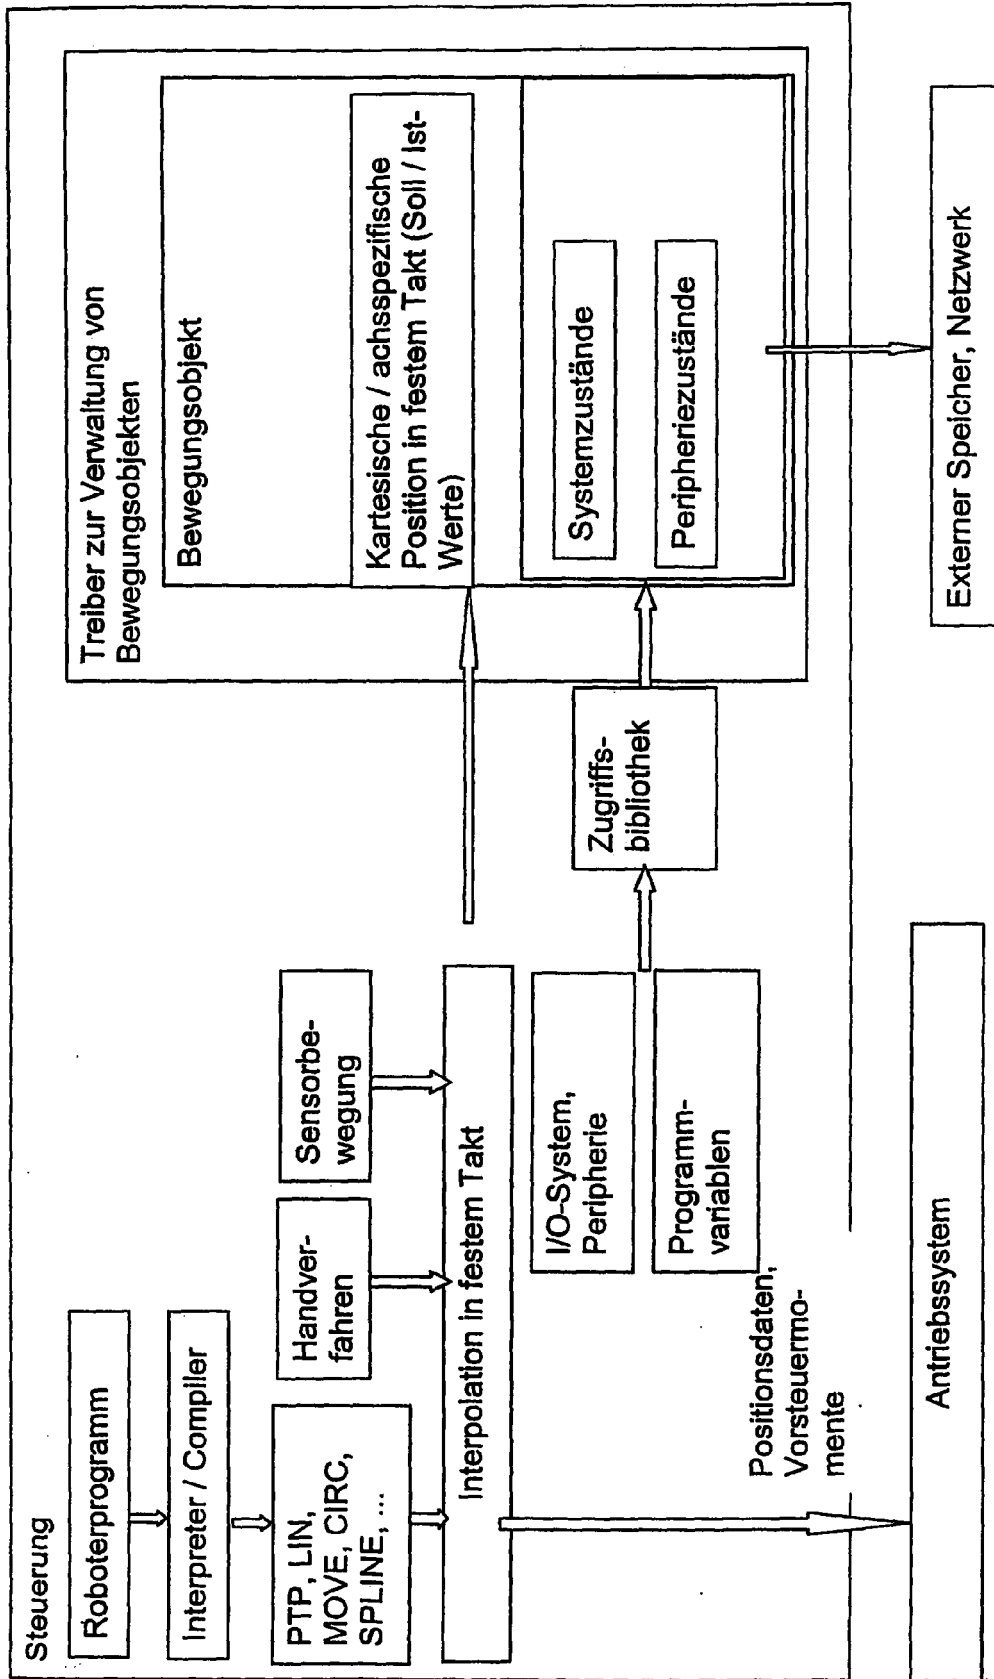 Steuerung
Roboterprogramm
Interpreter / Compiler
PTP, LIN,
MOVE, CIRC,
SPLINE, ...
Handver-
fahren
Sensorbe-
wegung
Interpolation in festem Takt
I/O-System,
Peripherie
Programm-
variablen
Zugriffs-
bibliothek
Treiber zur Verwaltung von
Bewegungsobjekten
Bewegungsobjekt
Kartesische / achsspezifische
Position in festem Takt (Soll / Ist-
Werte)
Systemzustände
Peripheriezustände
Positionsdaten,
Vorsteuermo-
mente
Antriebssystem
Externer Speicher, Netzwerk